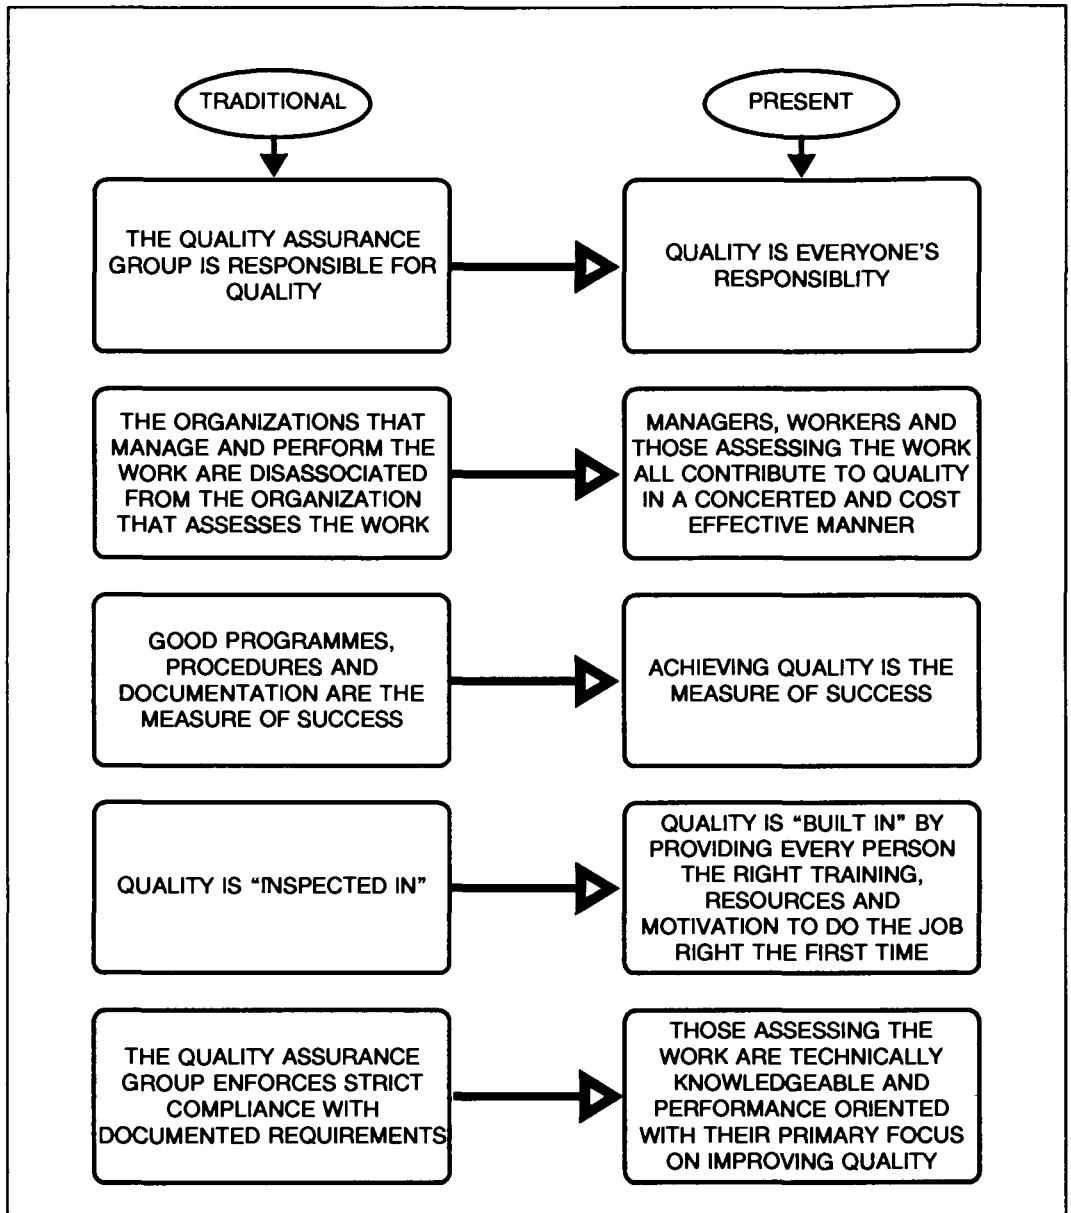 TRADITIONAL
PRESENT
THE QUALITY ASSURANCE
GROUP IS RESPONSIBLE FOR
QUALITY
QUALITY IS EVERYONE'S
RESPONSIBLITY
THE ORGANIZATIONS THAT
MANAGE AND PERFORM THE
WORK ARE DISASSOCIATED
FROM THE ORGANIZATION
THAT ASSESSES THE WORK
MANAGERS, WORKERS AND
THOSE ASSESSING THE WORK
ALL CONTRIBUTE TO QUALITY
IN A CONCERTED AND COST
EFFECTIVE MANNER
GOOD PROGRAMMES,
PROCEDURES AND
DOCUMENTATION ARE THE
MEASURE OF SUCCESS
ACHIEVING QUALITY IS THE
MEASURE OF SUCCESS
QUALITY IS "INSPECTED IN"
QUALITY IS "BUILT IN" BY
PROVIDING EVERY PERSON
THE RIGHT TRAINING,
RESOURCES AND
MOTIVATION TO DO THE JOB
RIGHT THE FIRST TIME
THE QUALITY ASSURANCE
GROUP ENFORCES STRICT
COMPLIANCE WITH
DOCUMENTED REQUIREMENTS
THOSE ASSESSING THE
WORK ARE TECHNICALLY
KNOWLEDGEABLE AND
PERFORMANCE ORIENTED
WITH THEIR PRIMARY FOCUS
ON IMPROVING QUALITY